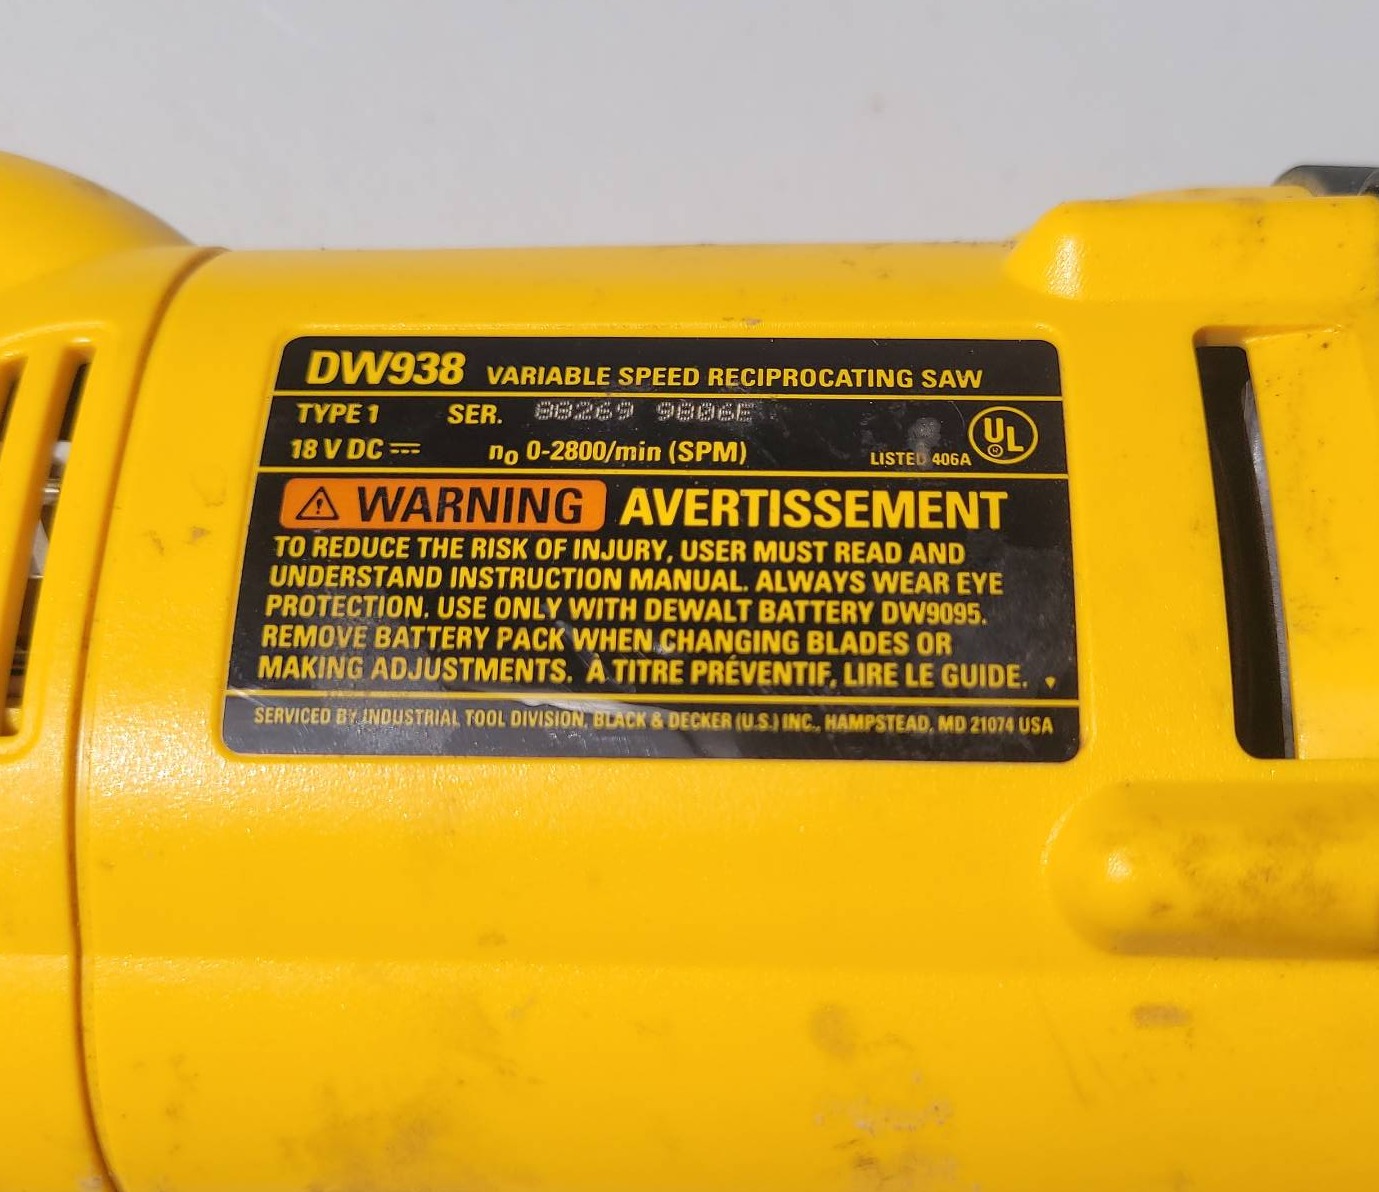 DW938 VARIABLE SPEED RECIPROCATING SAW
TYPE 1 SER. 88269 9806E
18 V DC n₀ 0-2800/min (SPM) LISTED 406A UL ®
WARNING AVERTISSEMENT
TO REDUCE THE RISK OF INJURY, USER MUST READ AND
UNDERSTAND INSTRUCTION MANUAL. ALWAYS WEAR EYE
PROTECTION. USE ONLY WITH DEWALT BATTERY DW9095.
REMOVE BATTERY PACK WHEN CHANGING BLADES OR
MAKING ADJUSTMENTS. À TITRE PRÉVENTIF, LIRE LE GUIDE.
SERVICED BY INDUSTRIAL TOOL DIVISION, BLACK & DECKER (U.S.) INC., HAMPSTEAD, MD 21074 USA